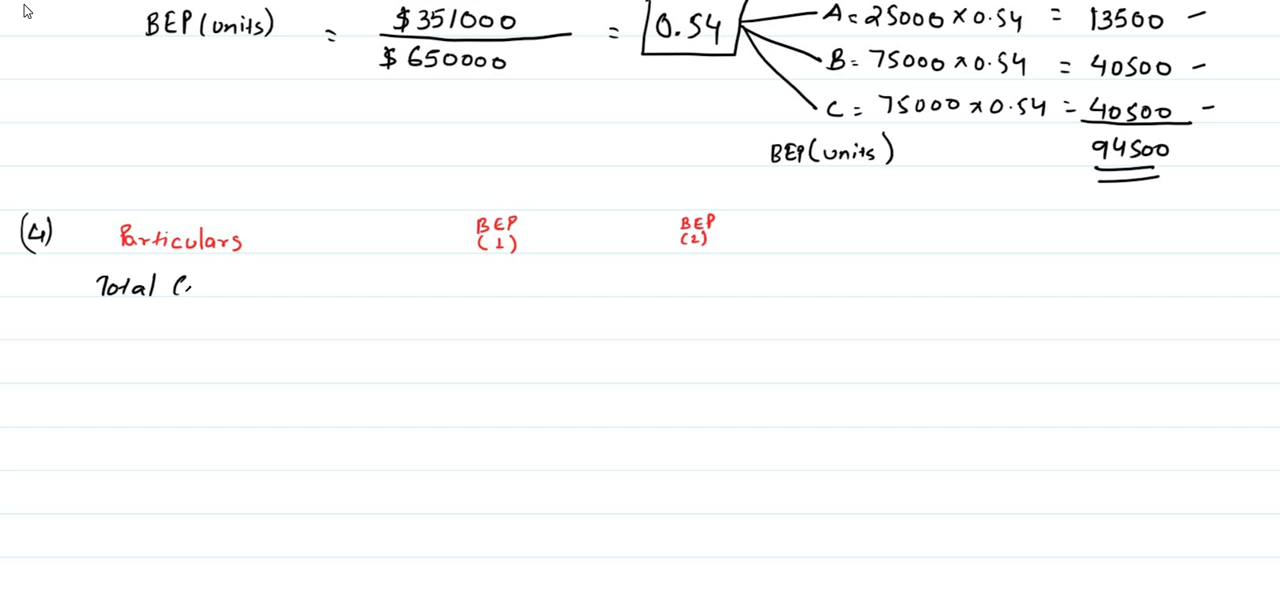 BEP (units) = $351000 / $650000 = 0.54
A = 25000 x 0.54 = 13500 -
B = 75000 x 0.54 = 40500 -
C = 75000 x 0.54 = 40500 -
BEP (units) 94500
(4) Particulars BEP (1) BEP (2)
Total (